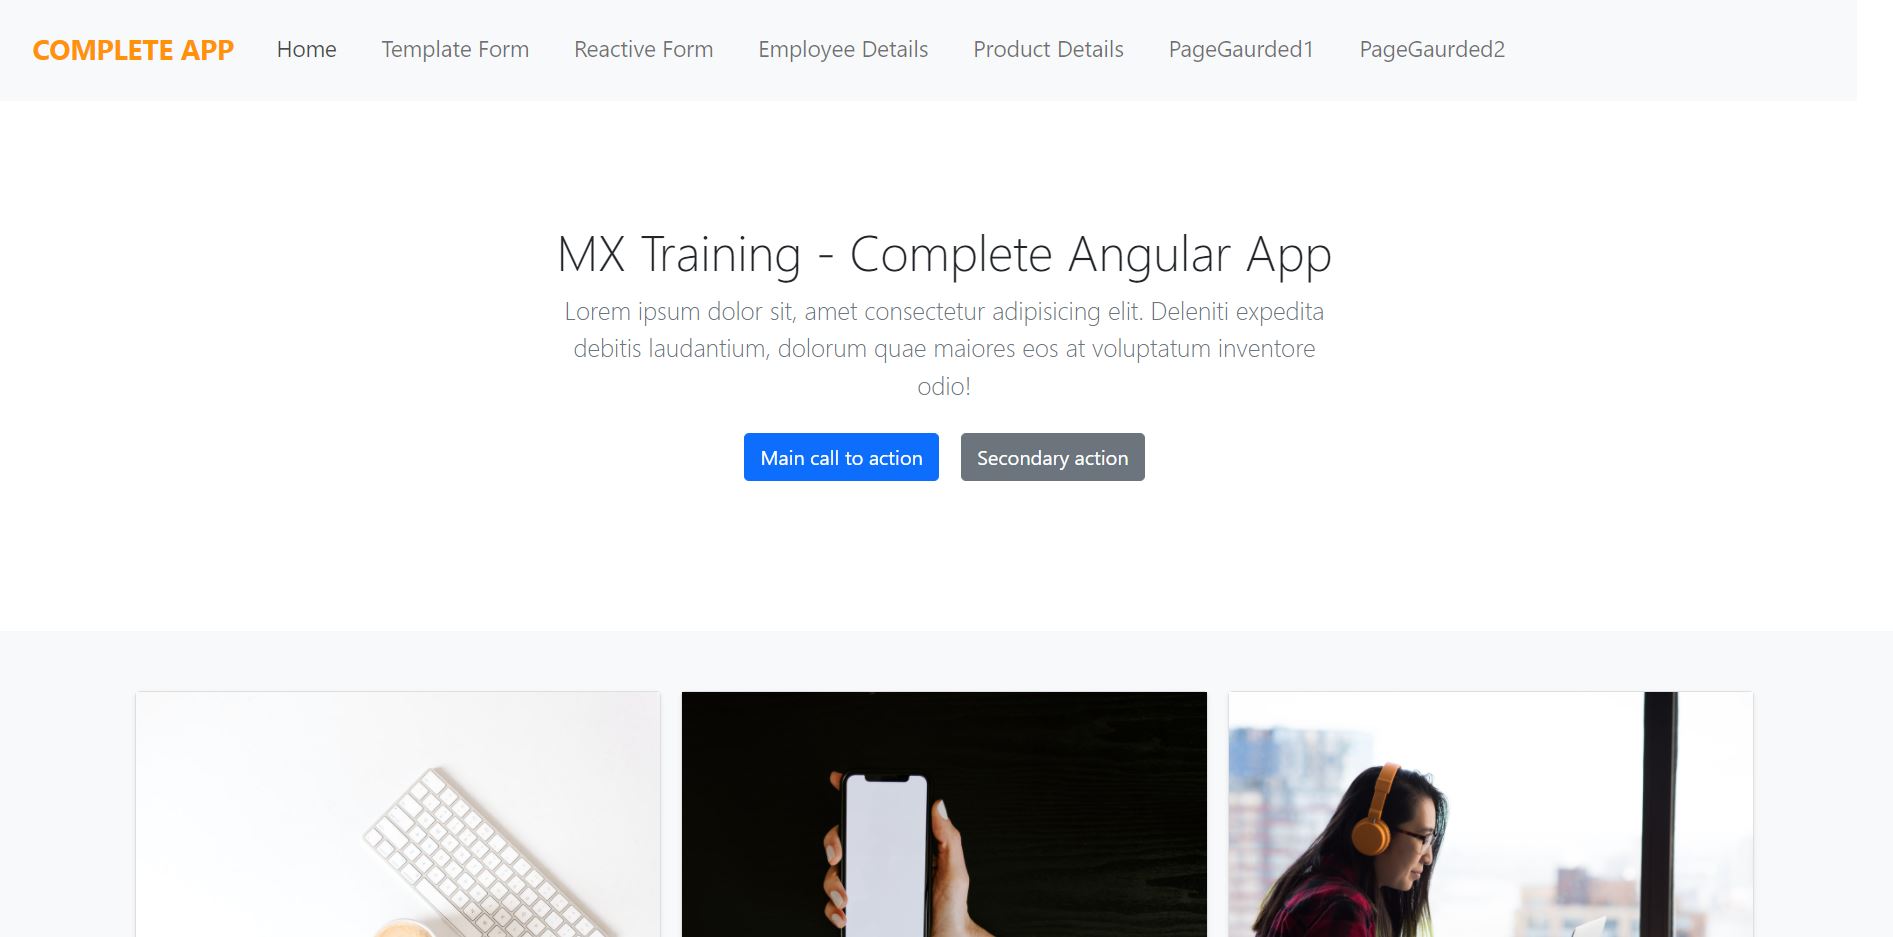 COMPLETE APP Home Template Form Reactive Form Employee Details Product Details PageGaurded1 PageGaurded2
MX Training - Complete Angular App
Lorem ipsum dolor sit, amet consectetur adipisicing elit. Deleniti expedita
debitis laudantium, dolorum quae maiores eos at voluptatum inventore
odio!
Main call to action Secondary action